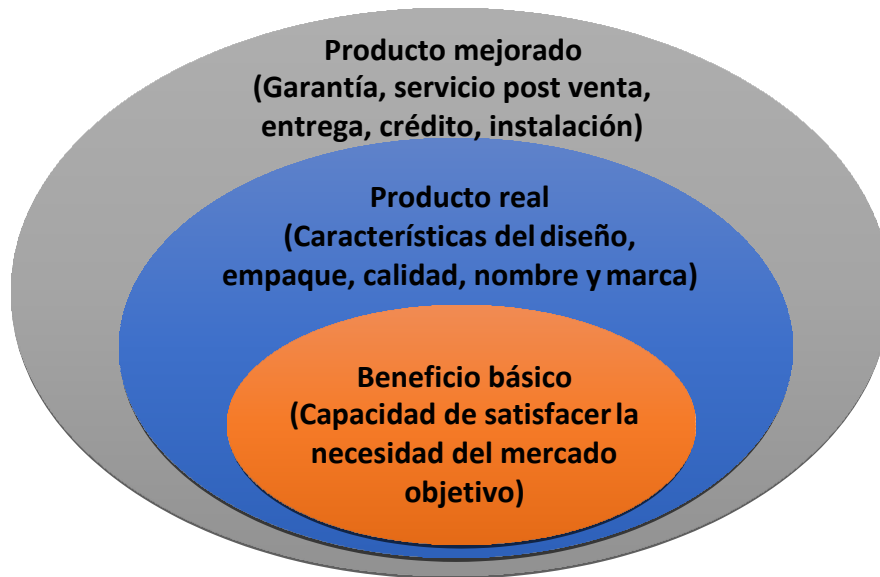 Producto mejorado
(Garantía, servicio post venta,
entrega, crédito, instalación)
Producto real
(Características del diseño,
empaque, calidad, nombre y marca)
Beneficio básico
(Capacidad de satisfacer la
necesidad del mercado
objetivo)